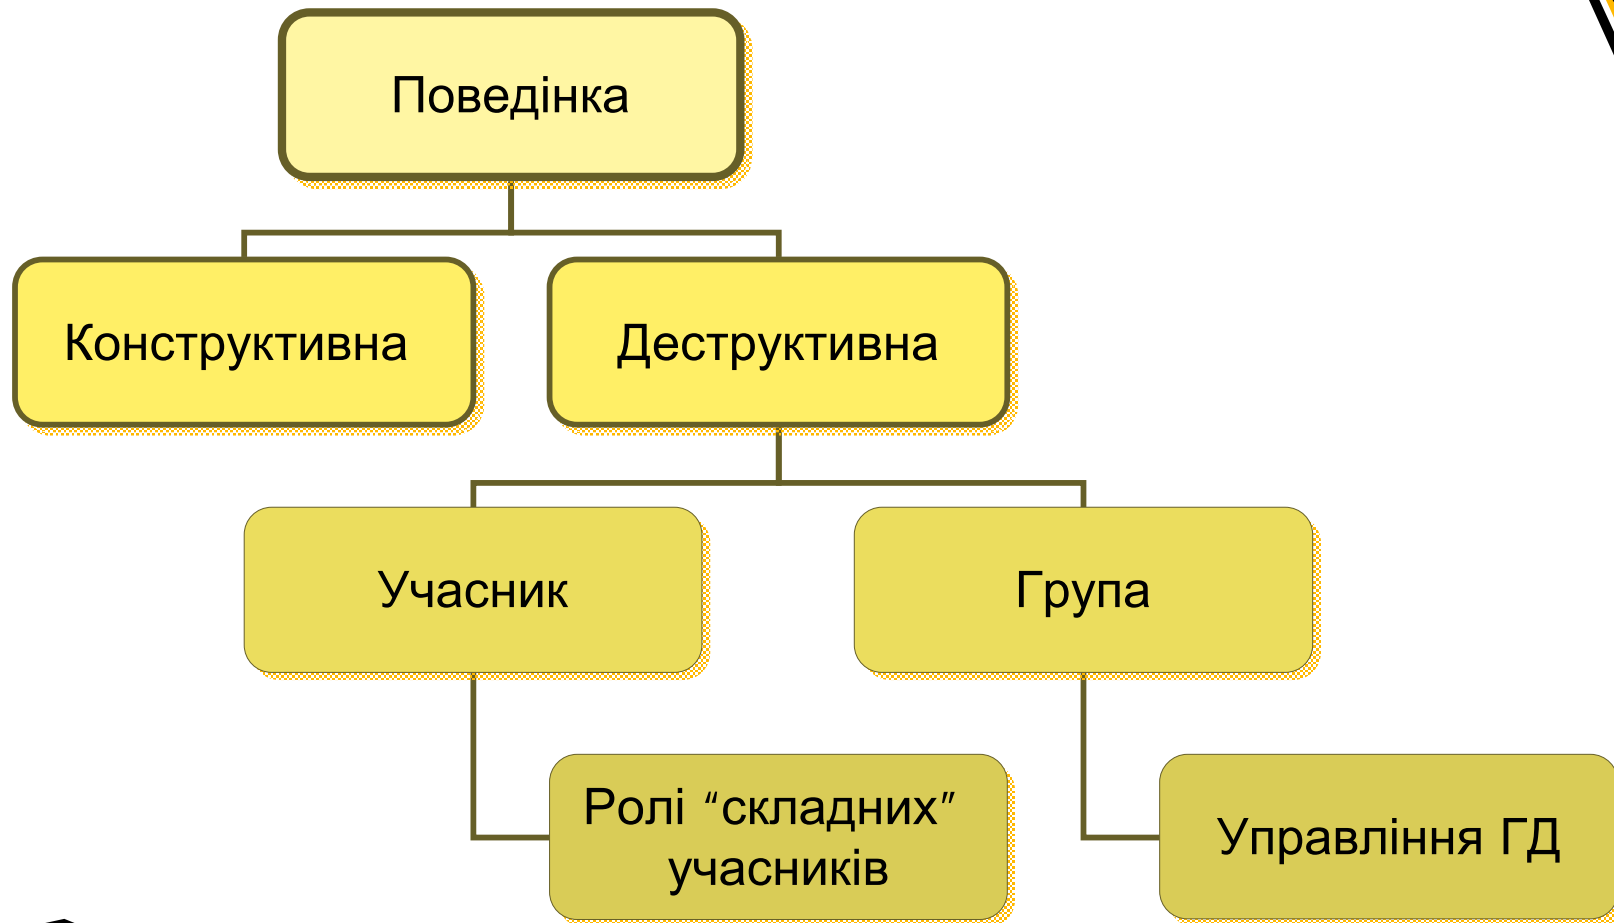 Поведінка
Конструктивна
Деструктивна
Учасник
Група
Ролі “складних”
учасників
Управління ГД